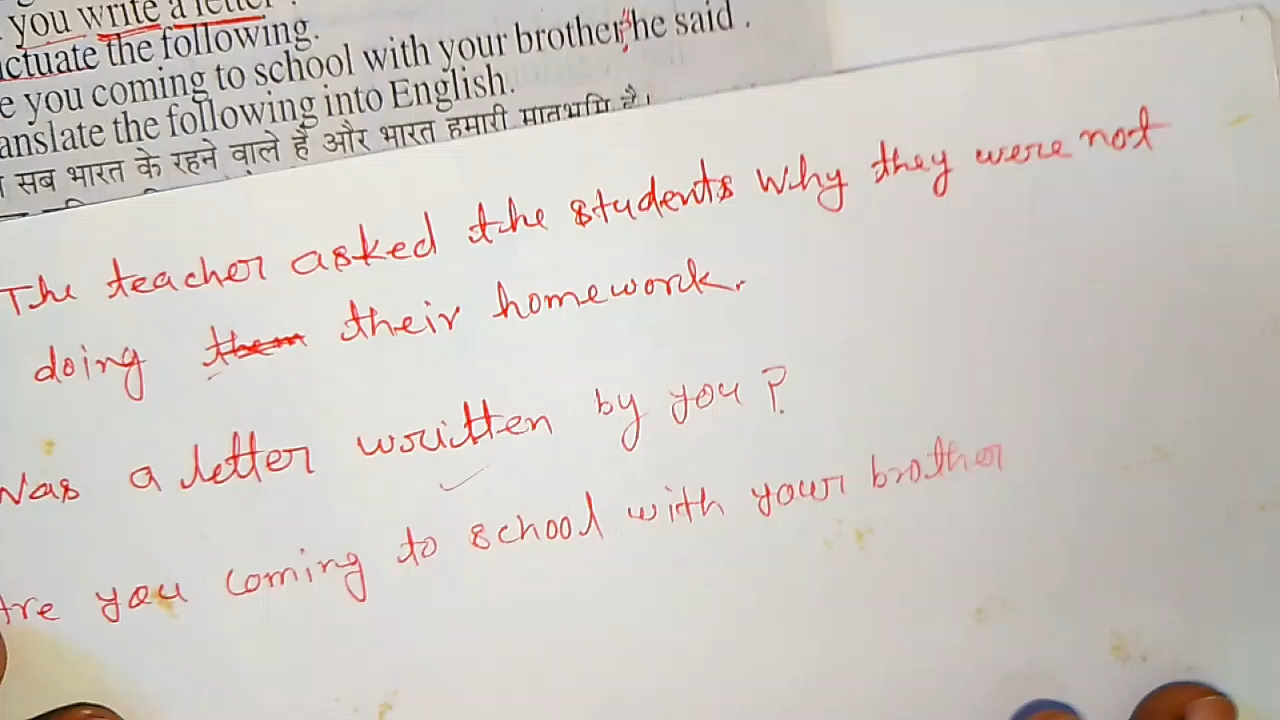 you write a letter
ctuate the following.
e you coming to school with your brother, he said.
anslate the following into English.
सब भारत के रहने वाले हैं और भारत हमारी मातृभूमि है।
The teacher asked the students why they were not
doing their homework.
Was a letter written by you?
Are you coming to school with your brother